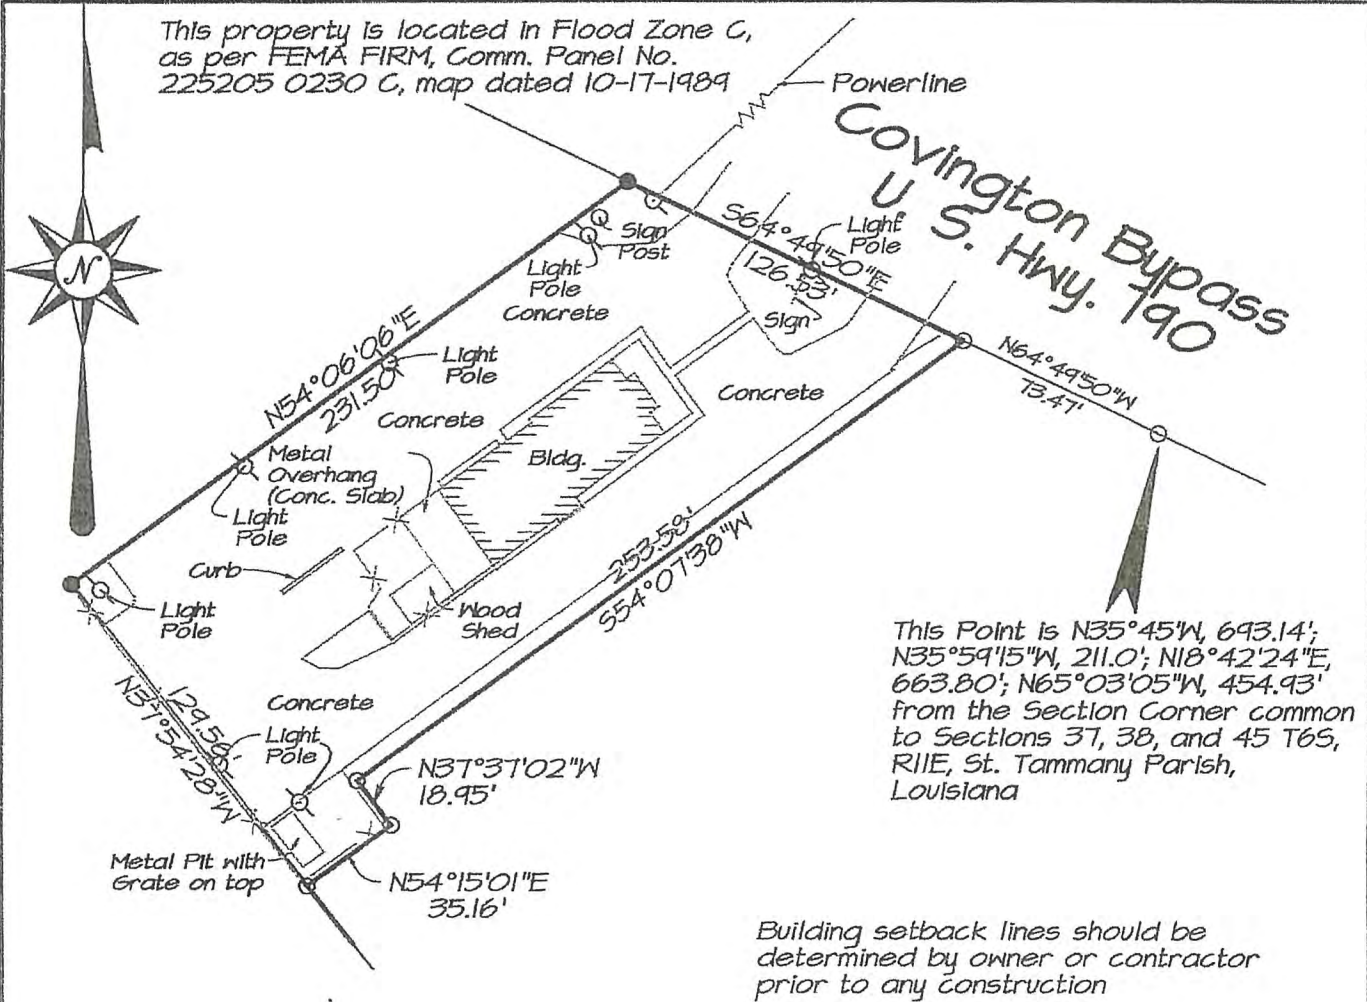 This property is located in Flood Zone C,
as per FEMA FIRM, Comm. Panel No.
225205 0230 C, map dated 10-17-1989
Powerline
Covington Bypass
U. S. Hwy. 190
S64°49'50"E
126.53'
Light
Pole
Sign
Sign
Post
Light
Pole
Concrete
N64°49'50"W
73.47'
N54°06'06"E
231.50'
Light
Pole
Concrete
Concrete
Metal
Overhang
(Conc. Slab)
Bldg.
Light
Pole
Curb
253.58'
S54°07'38"W
Light
Pole
Wood
Shed
This Point is N35°45'W, 693.14';
N35°59'15"W, 211.0'; N18°42'24"E,
663.80'; N65°03'05"W, 454.93'
from the Section Corner common
to Sections 37, 38, and 45 T6S,
R11E, St. Tammany Parish,
Louisiana
129.56'
N37°54'28"W
Concrete
Light
Pole
N37°37'02"W
18.95'
Metal Pit with
Grate on top
N54°15'01"E
35.16'
Building setback lines should be
determined by owner or contractor
prior to any construction
N